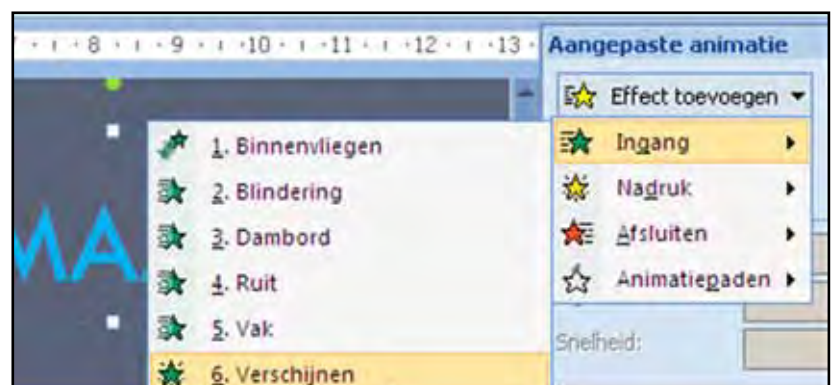 8 9 10 11 12 13
Aangepaste animatie
Effect toevoegen
Ingang
Nadruk
Afsluiten
Animatiepaden
Snelheid:
1. Binnenvliegen
2. Blindering
3. Dambord
4. Ruit
5. Vak
6. Verschijnen
MA